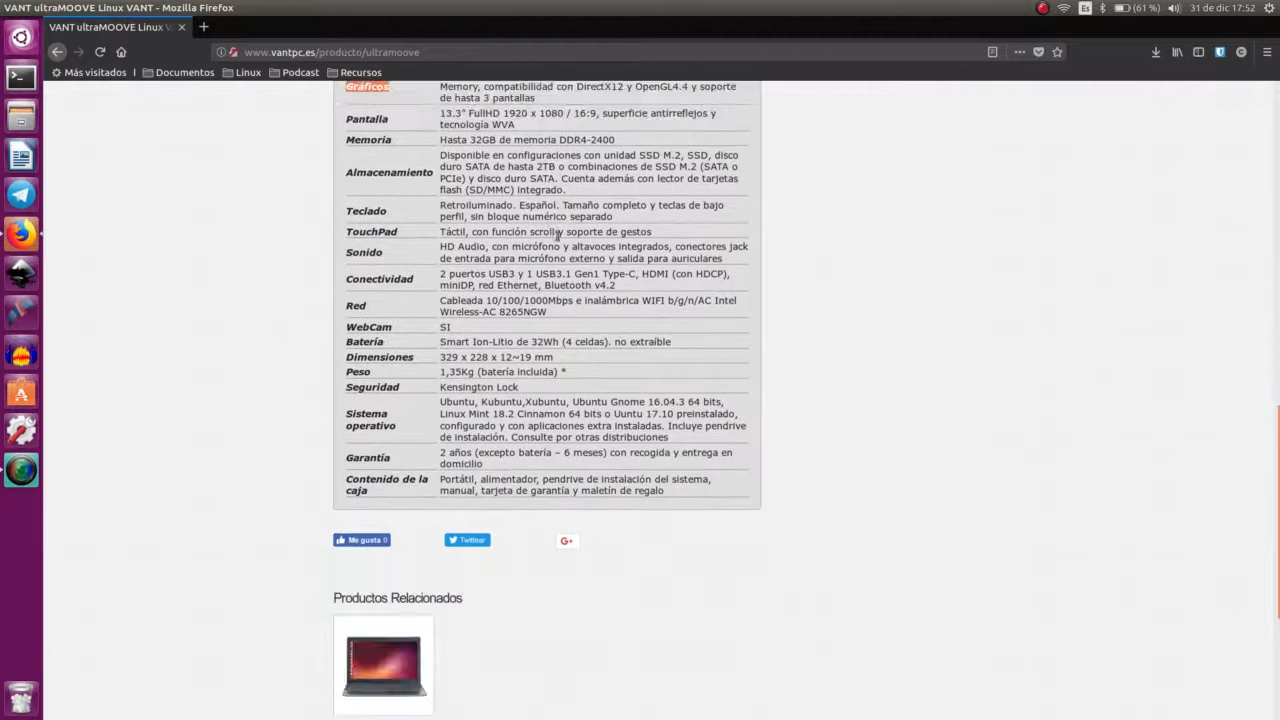 VANT ultraMOOVE Linux VANT - Mozilla Firefox
Es
(61 %)
31 de dic 17:52
VANT ultraMOOVE Linux V
www.vantpc.es/producto/ultramoove
Más visitados
Documentos
Linux
Podcast
Recursos
Gráficos
Memory, compatibilidad con DirectX12 y OpenGL4.4 y soporte
de hasta 3 pantallas
Pantalla
13.3" FullHD 1920 x 1080 / 16:9, superficie antirreflejos y
tecnología WVA
Memoria
Hasta 32GB de memoria DDR4-2400
Almacenamiento
Disponible en configuraciones con unidad SSD M.2, SSD, disco
duro SATA de hasta 2TB o combinaciones de SSD M.2 (SATA o
PCIe) y disco duro SATA. Cuenta además con lector de tarjetas
flash (SD/MMC) integrado.
Teclado
Retroiluminado. Español. Tamaño completo y teclas de bajo
perfil, sin bloque numérico separado
TouchPad
Táctil, con función scroll y soporte de gestos
Sonido
HD Audio, con micrófono y altavoces integrados, conectores jack
de entrada para micrófono externo y salida para auriculares
Conectividad
2 puertos USB3 y 1 USB3.1 Gen1 Type-C, HDMI (con HDCP),
miniDP, red Ethernet, Bluetooth v4.2
Red
Cableada 10/100/1000Mbps e inalámbrica WIFI b/g/n/AC Intel
Wireless-AC 8265NGW
WebCam
SI
Batería
Smart Ion-Litio de 32Wh (4 celdas). no extraíble
Dimensiones
329 x 228 x 12~19 mm
Peso
1,35Kg (batería incluida) *
Seguridad
Kensington Lock
Sistema
operativo
Ubuntu, Kubuntu,Xubuntu, Ubuntu Gnome 16.04.3 64 bits,
Linux Mint 18.2 Cinnamon 64 bits o Uuntu 17.10 preinstalado,
configurado y con aplicaciones extra instaladas. Incluye pendrive
de instalación. Consulte por otras distribuciones
Garantía
2 años (excepto batería – 6 meses) con recogida y entrega en
domicilio
Contenido de la
caja
Portátil, alimentador, pendrive de instalación del sistema,
manual, tarjeta de garantía y maletín de regalo
Me gusta 0
Twittear
G+
Productos Relacionados